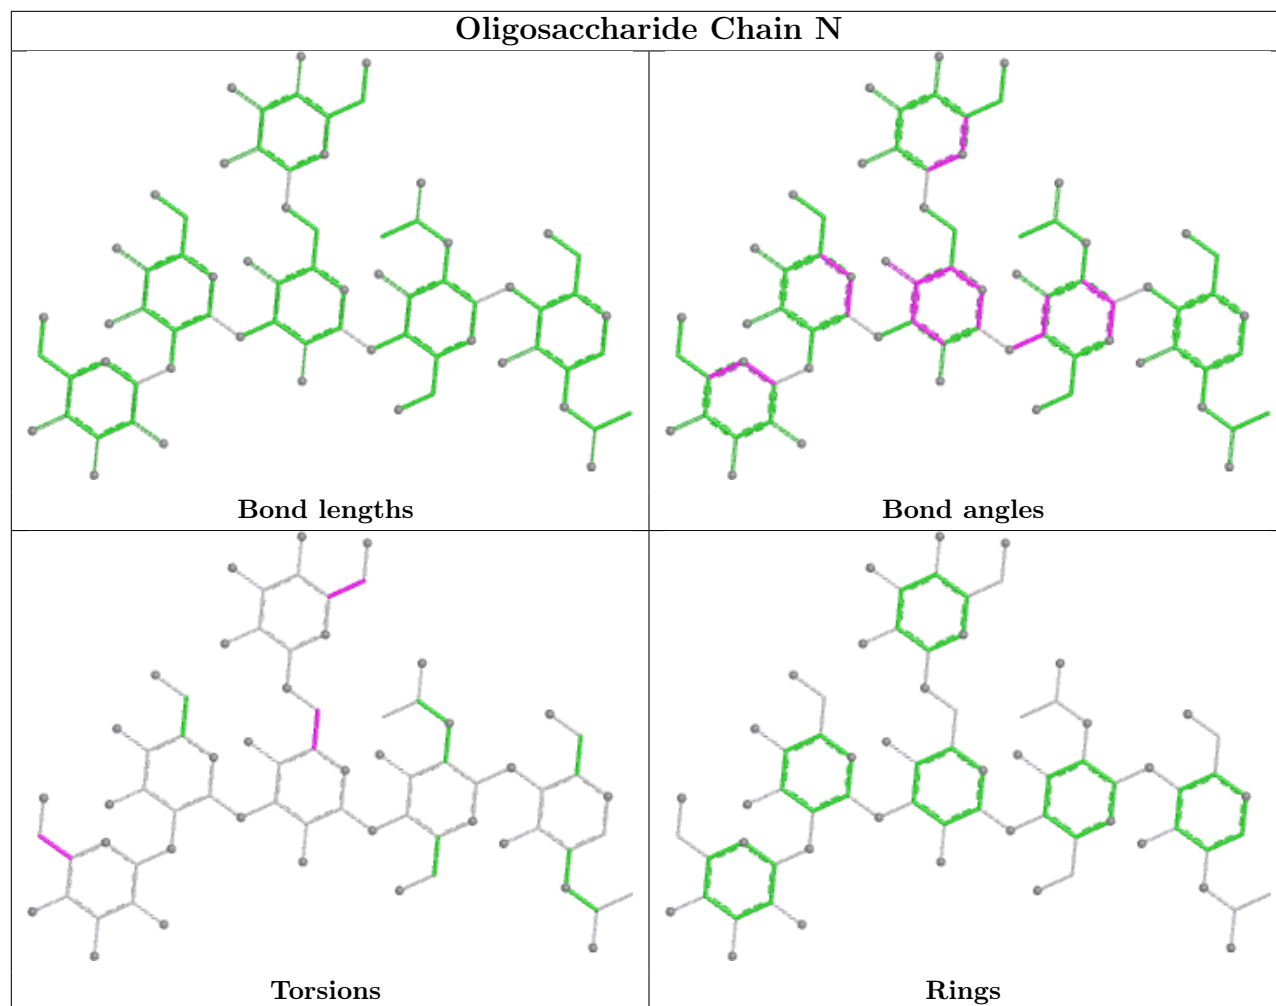 Oligosaccharide Chain N
Bond lengths
Bond angles
Torsions
Rings